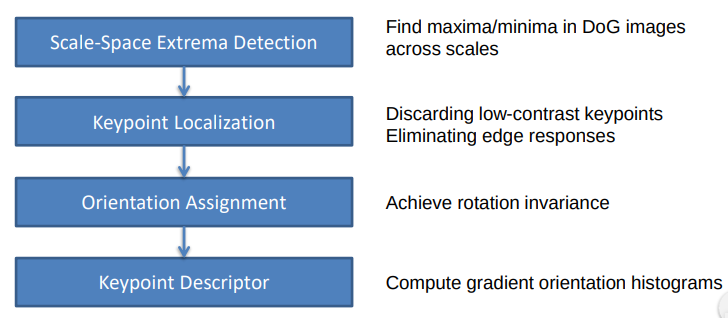 Scale-Space Extrema Detection
Find maxima/minima in DoG images
across scales
Keypoint Localization
Discarding low-contrast keypoints
Eliminating edge responses
Orientation Assignment
Achieve rotation invariance
Keypoint Descriptor
Compute gradient orientation histograms